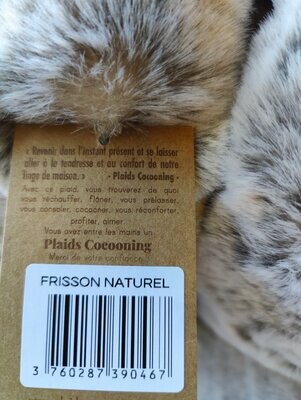 « Revenir dans l'instant présent et se laisser
aller à la tendresse et au confort de notre
linge de maison. » - Plaids Cocooning -
Avec ce plaid, vous trouverez de quoi
vous réchauffer, flâner, vous prélasser,
vous consoler, cocooner, vous réconforter,
profiter, aimer...
Vous avez entre les mains un
Plaids Cocooning
Merci de votre confiance.
FRISSON NATUREL
3 760287 390467